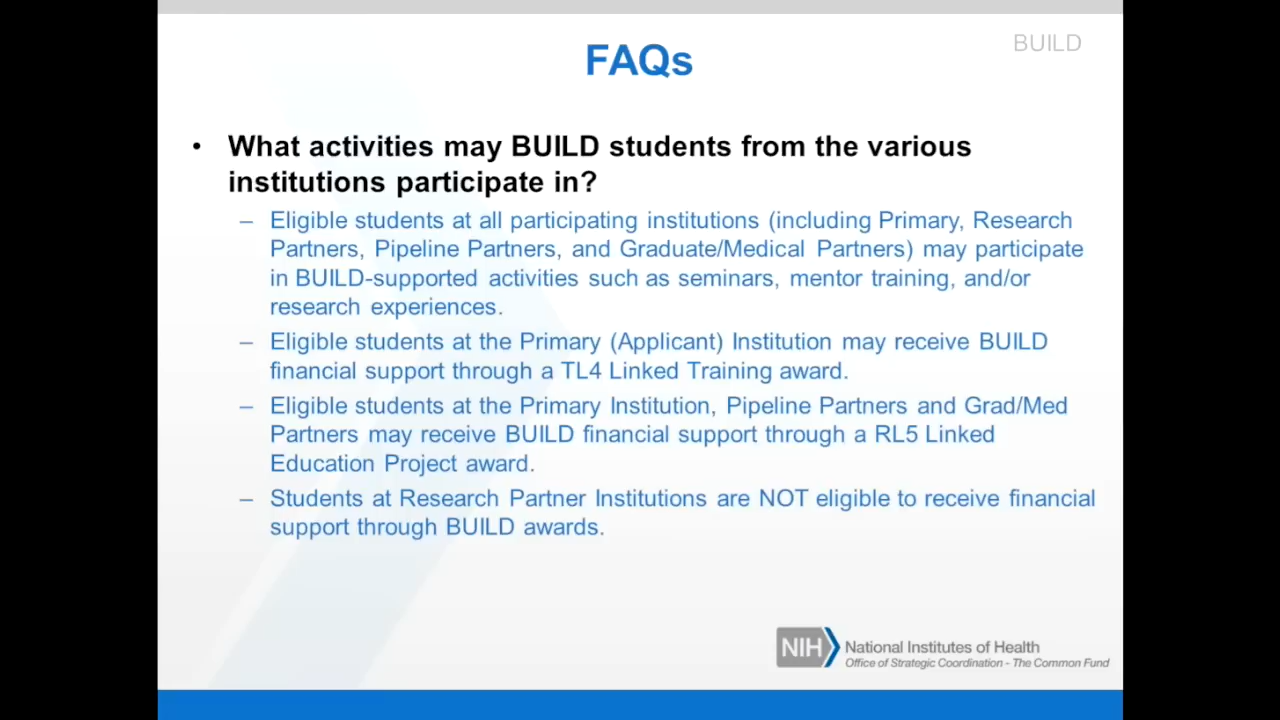 BUILD
FAQs
• What activities may BUILD students from the various
institutions participate in?
– Eligible students at all participating institutions (including Primary, Research
Partners, Pipeline Partners, and Graduate/Medical Partners) may participate
in BUILD-supported activities such as seminars, mentor training, and/or
research experiences.
– Eligible students at the Primary (Applicant) Institution may receive BUILD
financial support through a TL4 Linked Training award.
– Eligible students at the Primary Institution, Pipeline Partners and Grad/Med
Partners may receive BUILD financial support through a RL5 Linked
Education Project award.
– Students at Research Partner Institutions are NOT eligible to receive financial
support through BUILD awards.
NIH National Institutes of Health
Office of Strategic Coordination - The Common Fund